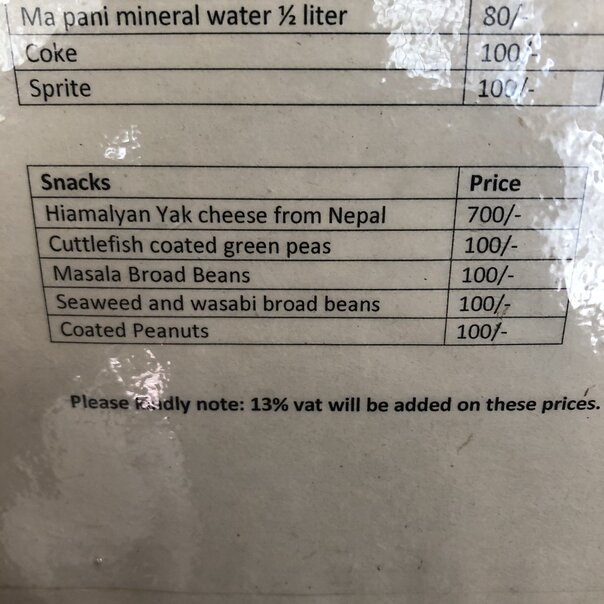 Ma pani mineral water ½ liter 80/-
Coke 100/-
Sprite 100/-
Snacks Price
Hiamalyan Yak cheese from Nepal 700/-
Cuttlefish coated green peas 100/-
Masala Broad Beans 100/-
Seaweed and wasabi broad beans 100/-
Coated Peanuts 100/-
Please kindly note: 13% vat will be added on these prices.